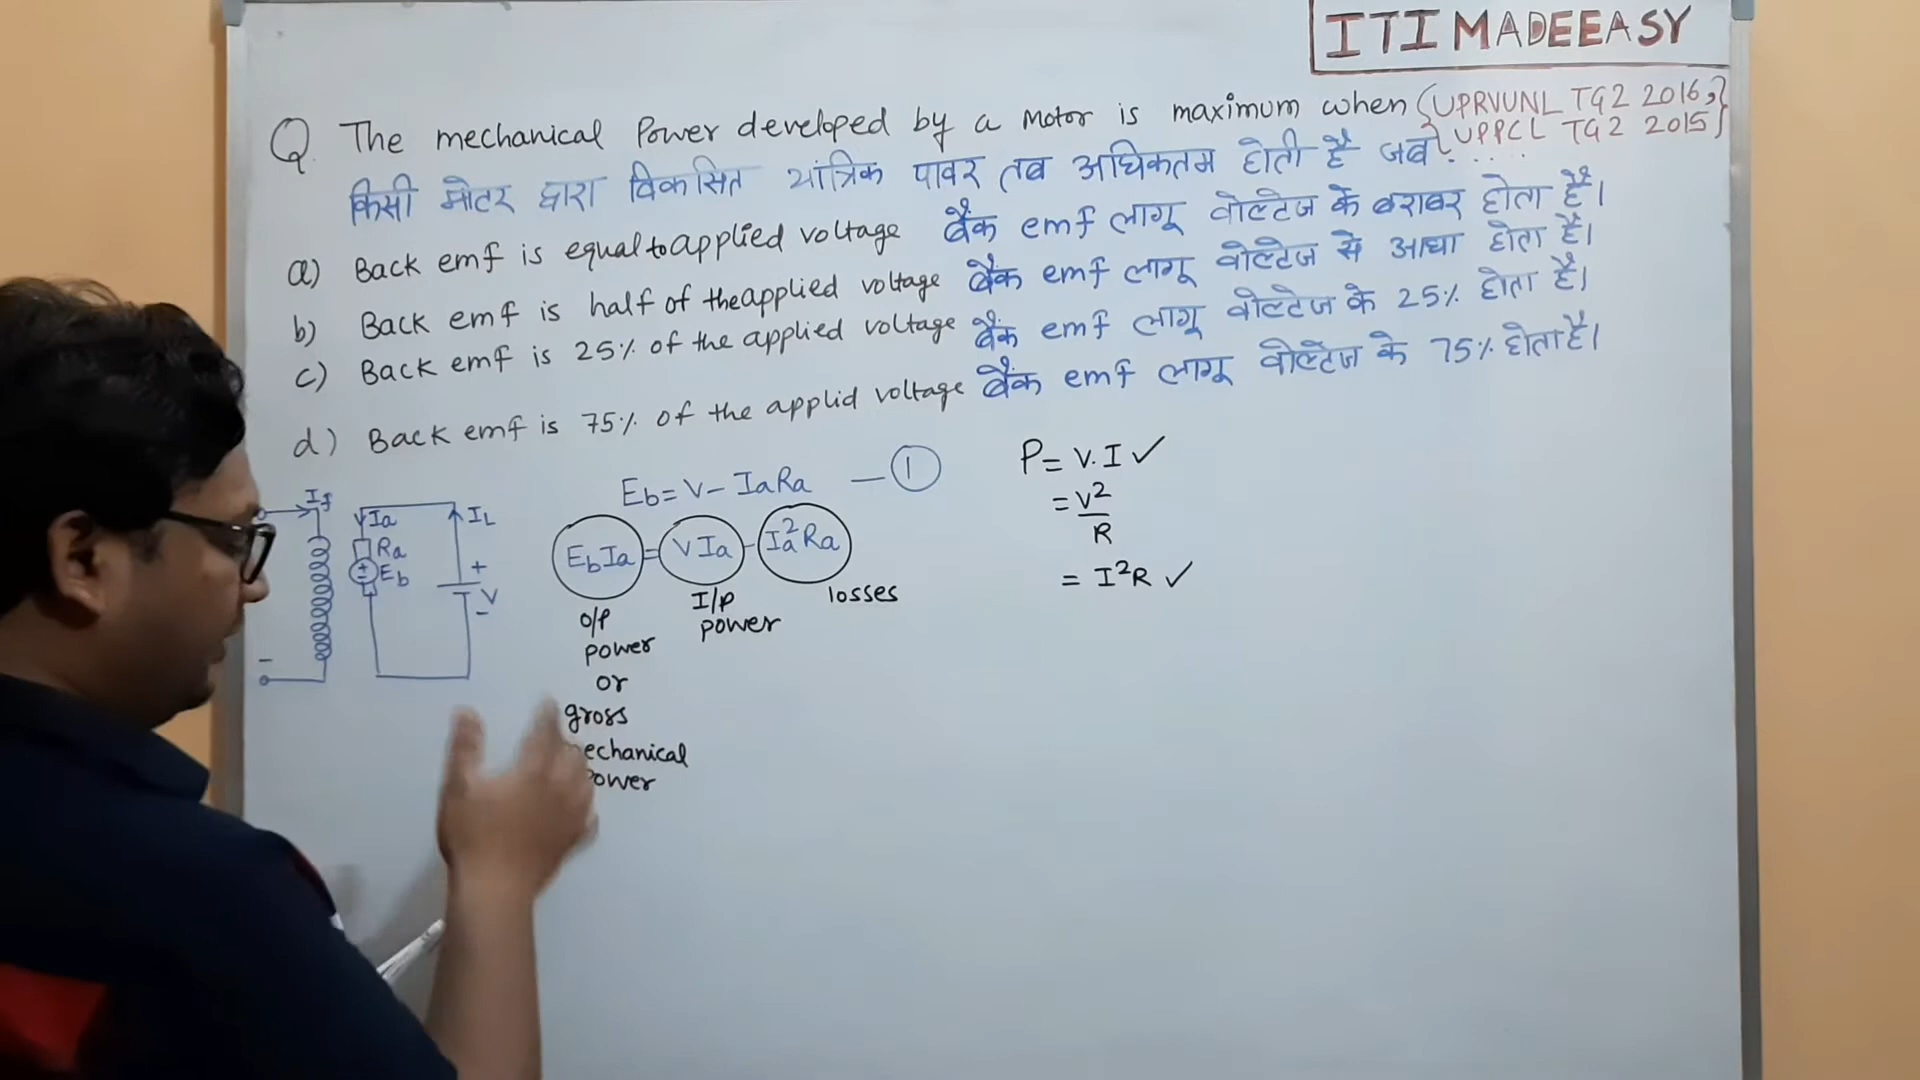 ITI MADEEASY
Q. The mechanical Power developed by a Motor is maximum when {UPRVUNL TG2 2016,
UPPCL TG2 2015}
किसी मोटर द्वारा विकसित यांत्रिक पावर तब अधिकतम होती है जब.....
a) Back emf is equal to applied voltage बैक emf लागू वोल्टेज के बराबर होता है।
b) Back emf is half of the applied voltage बैक emf लागू वोल्टेज से आधा होता है।
c) Back emf is 25% of the applied voltage बैक emf लागू वोल्टेज के 25% होता है।
d) Back emf is 75% of the applid voltage बैक emf लागू वोल्टेज के 75% होता है।
Eb = V - IaRa — 1
EbIa = VIa - Ia²Ra
o/p
power
or
gross
mechanical
power
I/P
power
losses
P = V.I ✓
= V²/R
= I²R ✓
If
Ia
IL
Ra
Eb
+
V
-
-